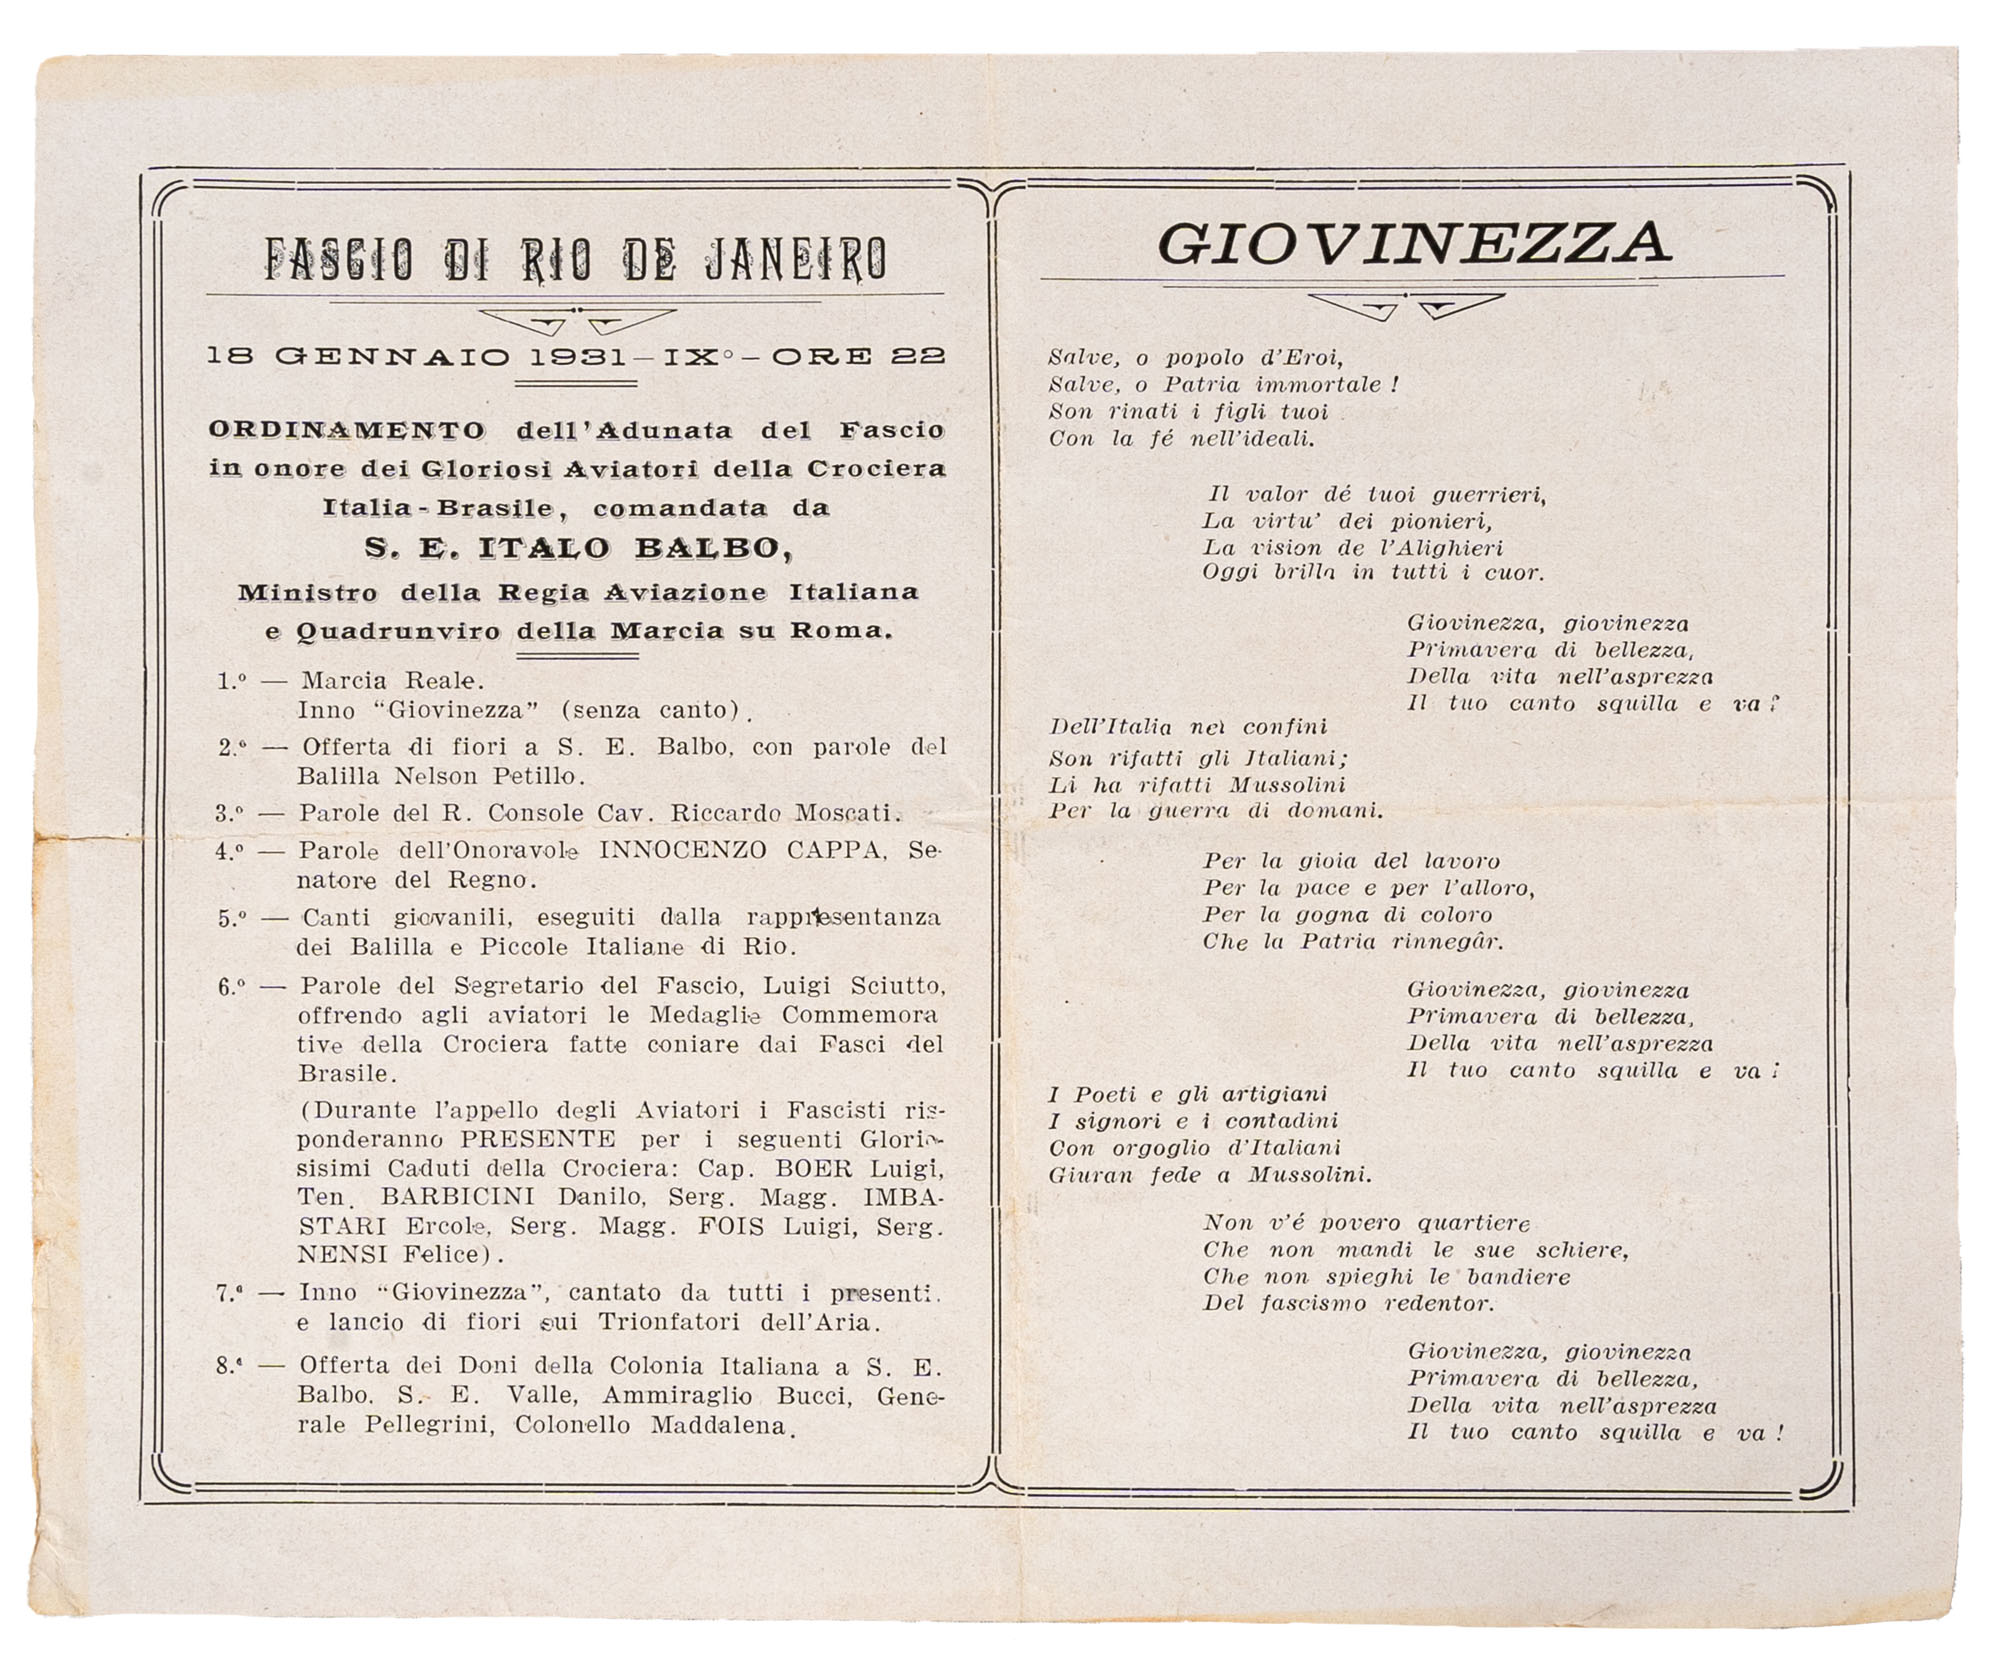 FASCIO DI RIO DE JANEIRO
18 GENNAIO 1931 – IXº – ORE 22
ORDINAMENTO dell'Adunata del Fascio
in onore dei Gloriosi Aviatori della Crociera
Italia-Brasile, comandata da
S. E. ITALO BALBO,
Ministro della Regia Aviazione Italiana
e Quadrunviro della Marcia su Roma.
1.º — Marcia Reale.
Inno "Giovinezza" (senza canto).
2.º — Offerta di fiori a S. E. Balbo, con parole del
Balilla Nelson Petillo.
3.º — Parole del R. Console Cav. Riccardo Moscati.
4.º — Parole dell'Onoravole INNOCENZO CAPPA, Se-
natore del Regno.
5.º — Canti giovanili, eseguiti dalla rappresentanza
dei Balilla e Piccole Italiane di Rio.
6.º — Parole del Segretario del Fascio, Luigi Sciutto,
offrendo agli aviatori le Medaglie Commemora
tive della Crociera fatte coniare dai Fasci del
Brasile.
(Durante l'appello degli Aviatori i Fascisti ris-
ponderanno PRESENTE per i seguenti Glorio-
sisimi Caduti della Crociera: Cap. BOER Luigi,
Ten. BARBICINI Danilo, Serg. Magg. IMBA-
STARI Ercole, Serg. Magg. FOIS Luigi, Serg.
NENSI Felice).
7.º — Inno "Giovinezza", cantato da tutti i presenti.
e lancio di fiori sui Trionfatori dell'Aria.
8.º — Offerta dei Doni della Colonia Italiana a S. E.
Balbo. S. E. Valle, Ammiraglio Bucci, Gene-
rale Pellegrini, Colonello Maddalena.
GIOVINEZZA
Salve, o popolo d'Eroi,
Salve, o Patria immortale !
Son rinati i figli tuoi
Con la fé nell'ideali.
Il valor dé tuoi guerrieri,
La virtu' dei pionieri,
La vision de l'Alighieri
Oggi brilla in tutti i cuor.
Giovinezza, giovinezza
Primavera di bellezza,
Della vita nell'asprezza
Il tuo canto squilla e va !
Dell'Italia nei confini
Son rifatti gli Italiani;
Li ha rifatti Mussolini
Per la guerra di domani.
Per la gioia del lavoro
Per la pace e per l'alloro,
Per la gogna di coloro
Che la Patria rinnegâr.
Giovinezza, giovinezza
Primavera di bellezza,
Della vita nell'asprezza
Il tuo canto squilla e va !
I Poeti e gli artigiani
I signori e i contadini
Con orgoglio d'Italiani
Giuran fede a Mussolini.
Non v'é povero quartiere
Che non mandi le sue schiere,
Che non spieghi le bandiere
Del fascismo redentor.
Giovinezza, giovinezza
Primavera di bellezza,
Della vita nell'asprezza
Il tuo canto squilla e va !